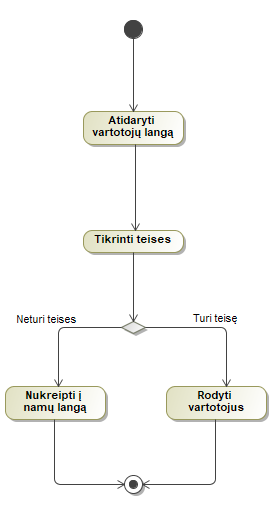 Atidaryti
vartotojų langą
Tikrinti teises
Neturi teises
Turi teisę
Nukreipti į
namų langą
Rodyti
vartotojus